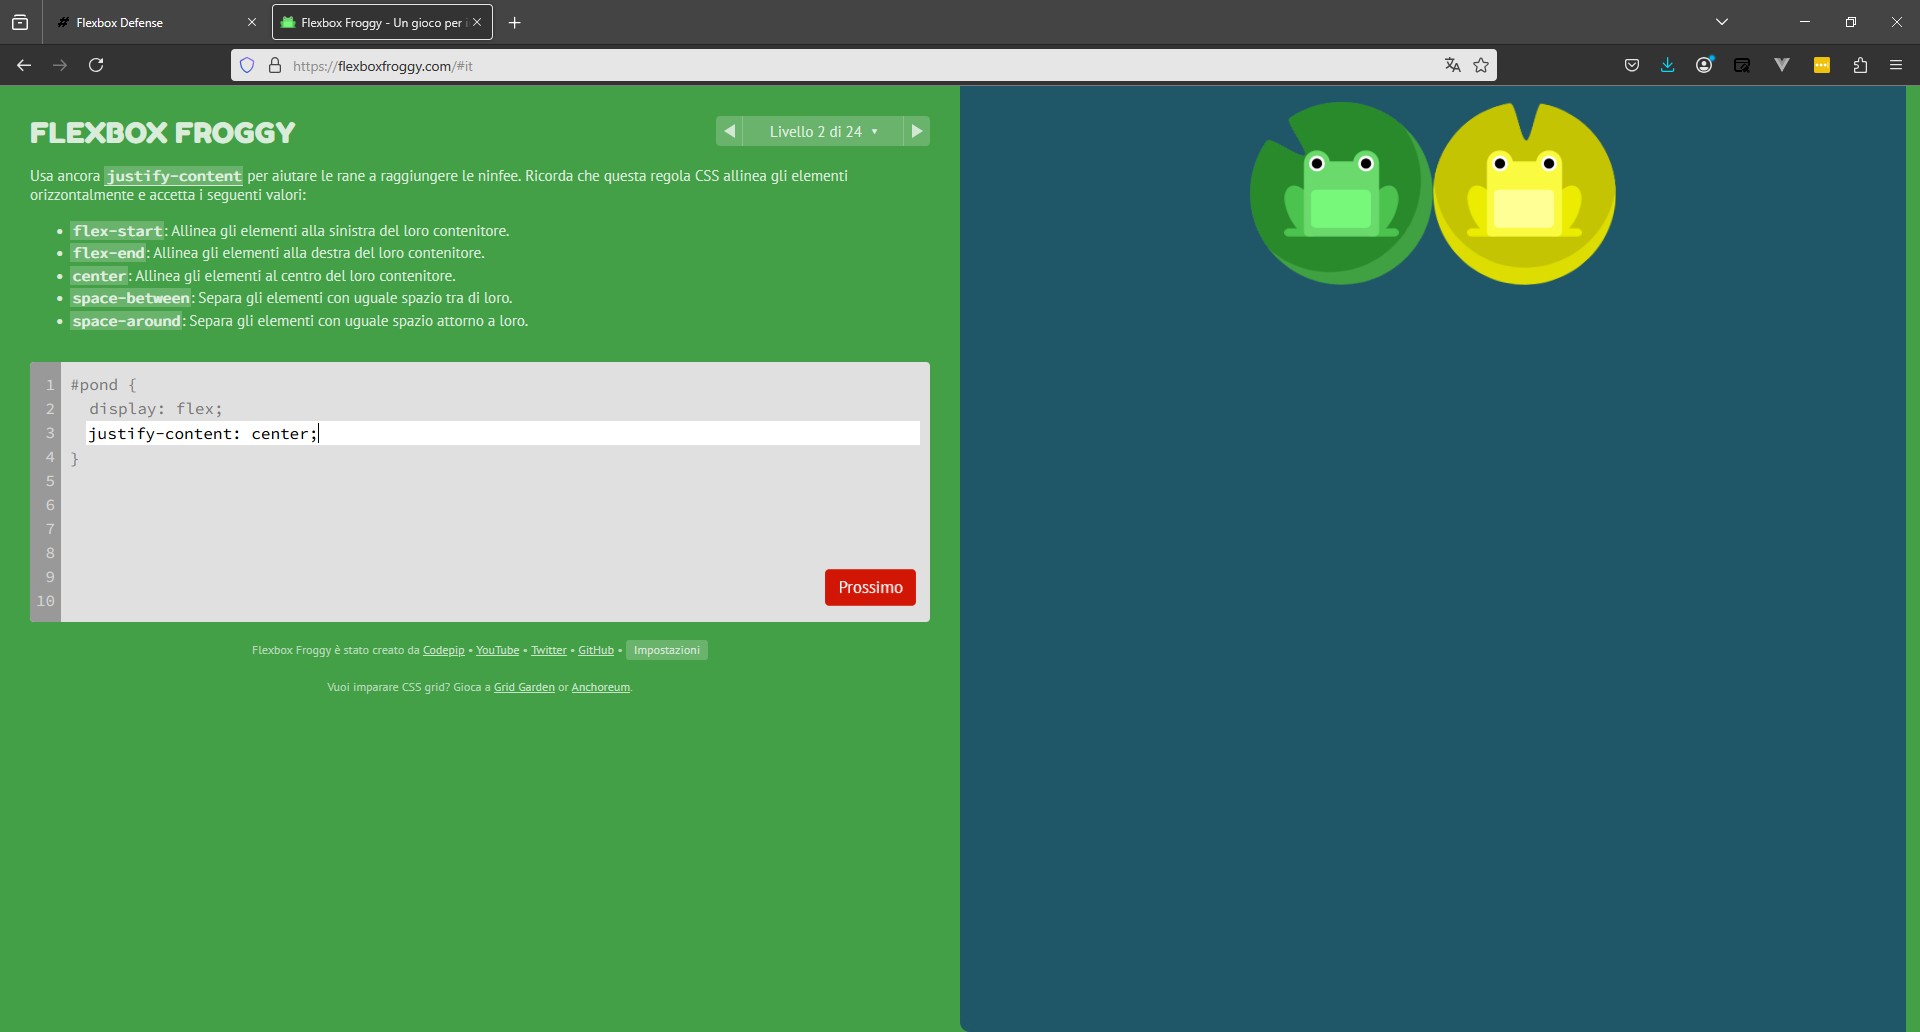 Flexbox Defense
Flexbox Froggy - Un gioco per i
https://flexboxfroggy.com/#it
FLEXBOX FROGGY
Livello 2 di 24
Usa ancora justify-content per aiutare le rane a raggiungere le ninfee. Ricorda che questa regola CSS allinea gli elementi
orizzontalmente e accetta i seguenti valori:
• flex-start: Allinea gli elementi alla sinistra del loro contenitore.
• flex-end: Allinea gli elementi alla destra del loro contenitore.
• center: Allinea gli elementi al centro del loro contenitore.
• space-between: Separa gli elementi con uguale spazio tra di loro.
• space-around: Separa gli elementi con uguale spazio attorno a loro.
1 #pond {
2 display: flex;
3 justify-content: center;
4 }
5
6
7
8
9
10
Prossimo
Flexbox Froggy è stato creato da Codepip • YouTube • Twitter • GitHub • Impostazioni
Vuoi imparare CSS grid? Gioca a Grid Garden or Anchoreum.